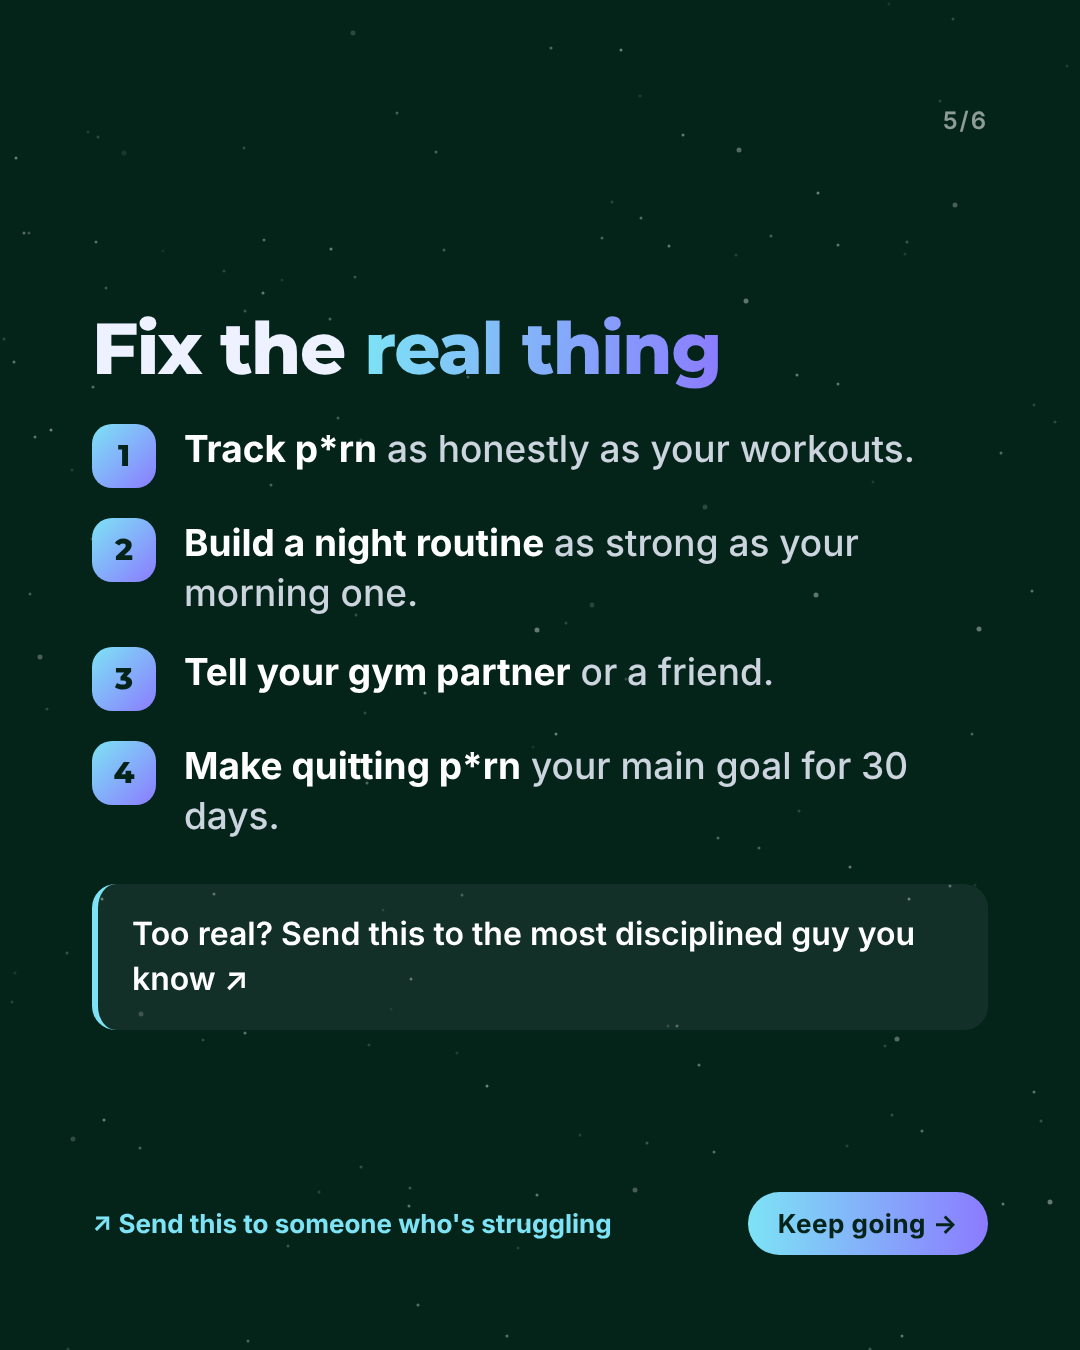 5/6
Fix the real thing
1 Track p*rn as honestly as your workouts.
2 Build a night routine as strong as your
morning one.
3 Tell your gym partner or a friend.
4 Make quitting p*rn your main goal for 30
days.
Too real? Send this to the most disciplined guy you
know ↗
↗ Send this to someone who's struggling
Keep going →